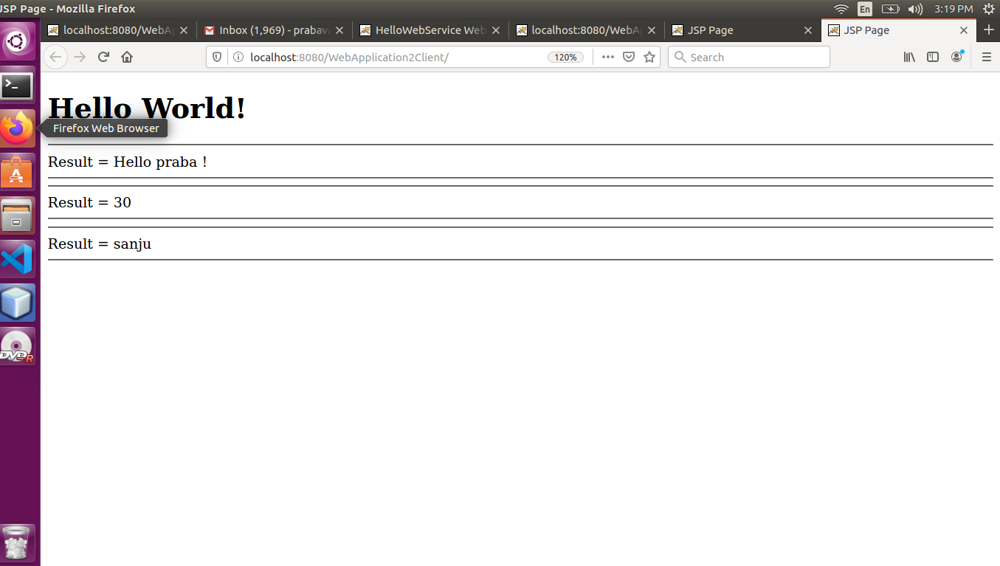 JSP Page - Mozilla Firefox
En
3:19 PM
localhost:8080/WebAp
Inbox (1,969) - prabava
HelloWebService Web
localhost:8080/WebAp
JSP Page
JSP Page
localhost:8080/WebApplication2Client/
120%
Search
Hello World!
Firefox Web Browser
Result = Hello praba !
Result = 30
Result = sanju
DVD-R